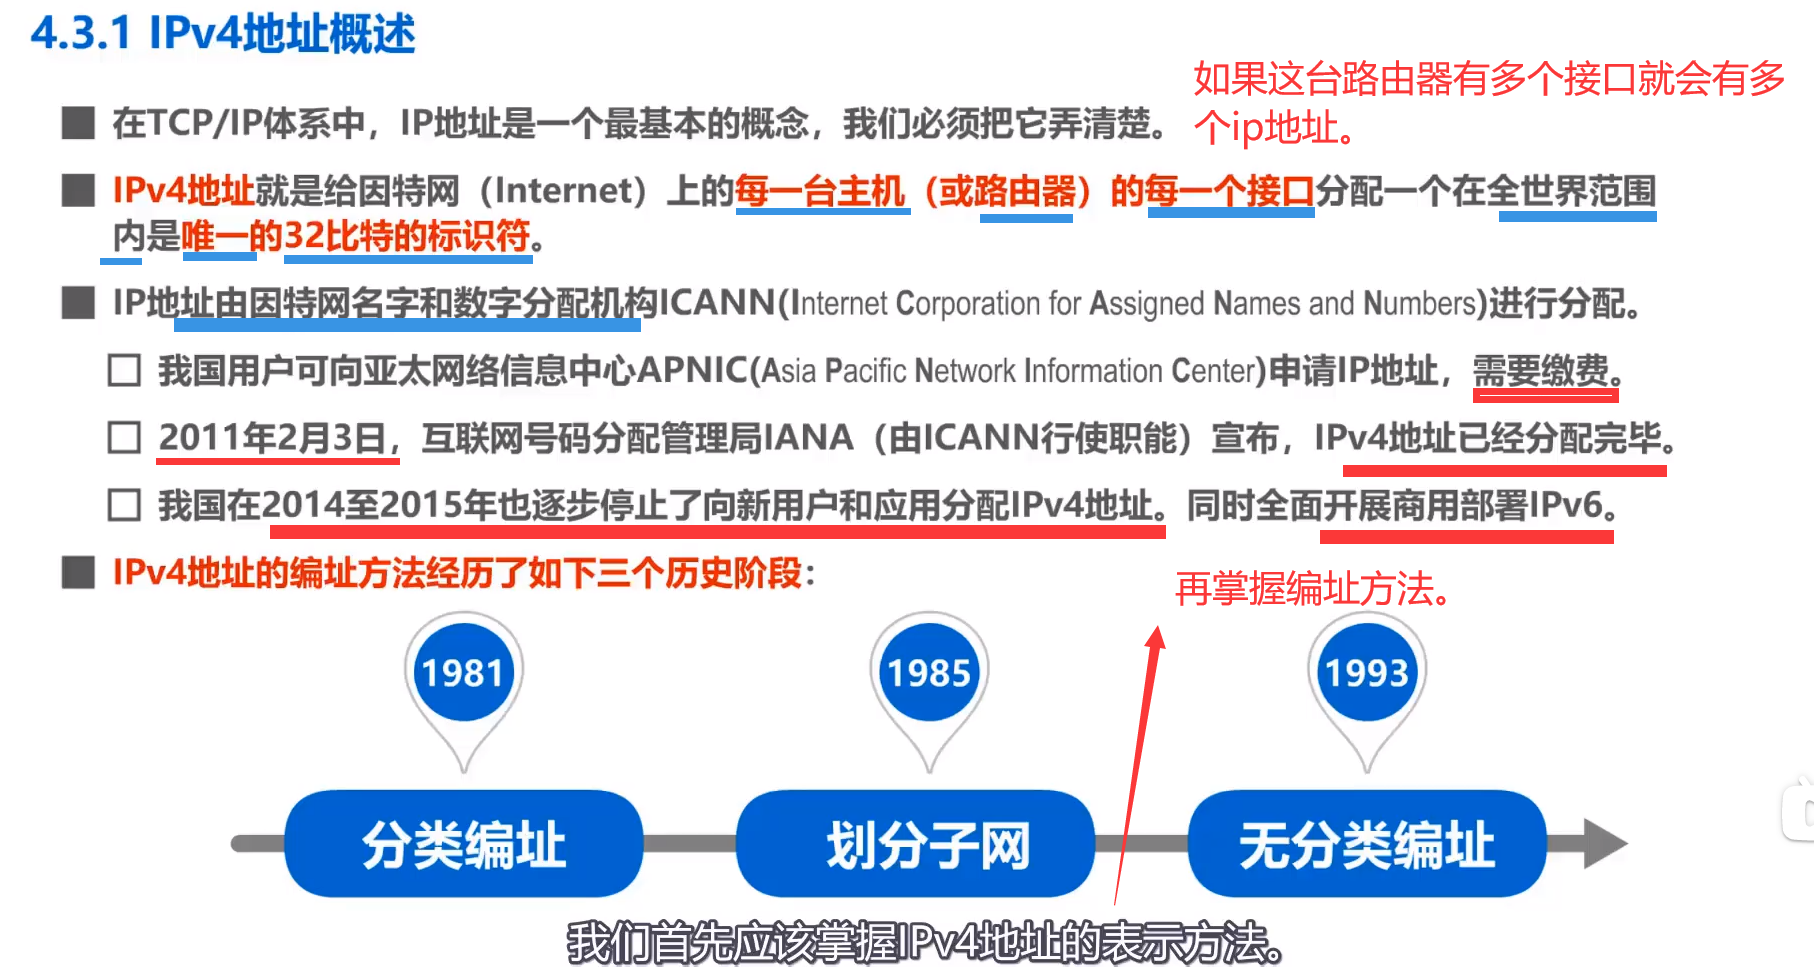 4.3.1 IPv4地址概述
如果这台路由器有多个接口就会有多
个ip地址。
在TCP/IP体系中，IP地址是一个最基本的概念，我们必须把它弄清楚。
IPv4地址就是给因特网（Internet）上的每一台主机（或路由器）的每一个接口分配一个在全世界范围
内是唯一的32比特的标识符。
IP地址由因特网名字和数字分配机构ICANN(Internet Corporation for Assigned Names and Numbers)进行分配。
我国用户可向亚太网络信息中心APNIC(Asia Pacific Network Information Center)申请IP地址，需要缴费。
2011年2月3日，互联网号码分配管理局IANA（由ICANN行使职能）宣布，IPv4地址已经分配完毕。
我国在2014至2015年也逐步停止了向新用户和应用分配IPv4地址。同时全面开展商用部署IPv6。
IPv4地址的编址方法经历了如下三个历史阶段：
再掌握编址方法。
1981
1985
1993
分类编址
划分子网
无分类编址
我们首先应该掌握IPv4地址的表示方法。